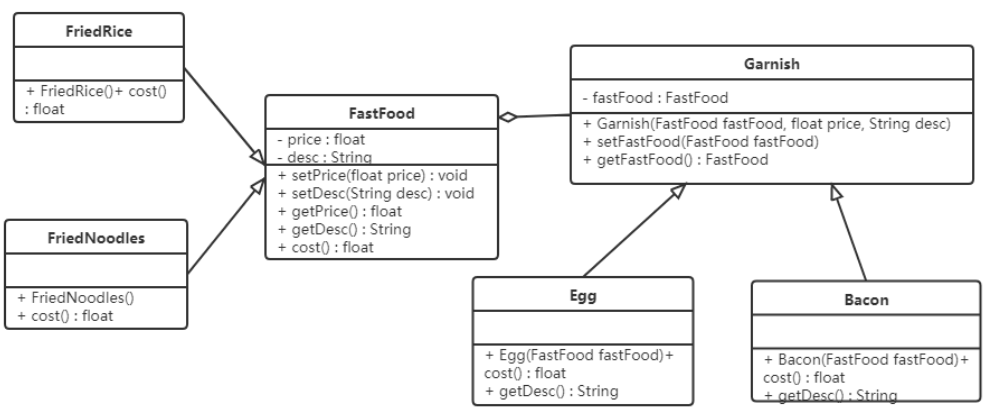 FriedRice
+ FriedRice()+ cost()
: float
FriedNoodles
+ FriedNoodles()
+ cost() : float
FastFood
- price : float
- desc : String
+ setPrice(float price) : void
+ setDesc(String desc) : void
+ getPrice() : float
+ getDesc() : String
+ cost() : float
Garnish
- fastFood : FastFood
+ Garnish(FastFood fastFood, float price, String desc)
+ setFastFood(FastFood fastFood)
+ getFastFood() : FastFood
Egg
+ Egg(FastFood fastFood)+
cost() : float
+ getDesc() : String
Bacon
+ Bacon(FastFood fastFood)+
cost() : float
+ getDesc() : String